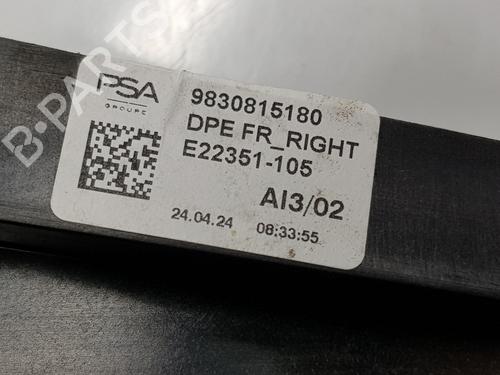 B-PARTS
PSA
GROUPE
9830815180
DPE FR_RIGHT
E22351-105
AI3/02
24.04.24 08:33:55